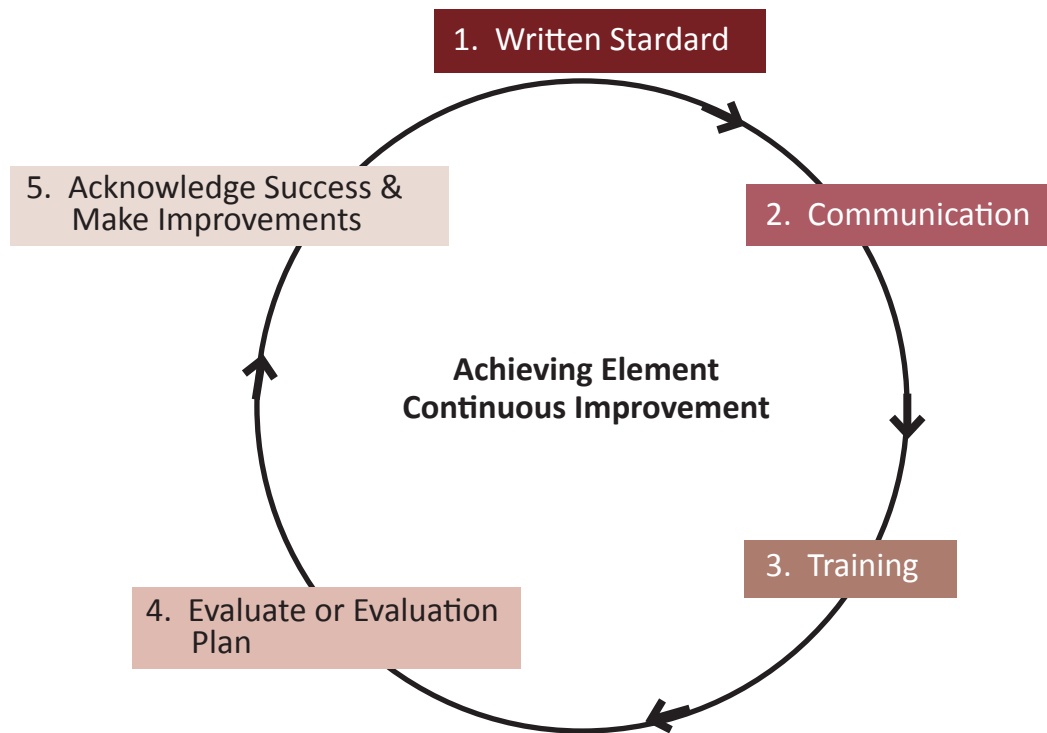 1. Written Stardard
2. Communication
3. Training
4. Evaluate or Evaluation
Plan
5. Acknowledge Success &
Make Improvements
Achieving Element
Continuous Improvement